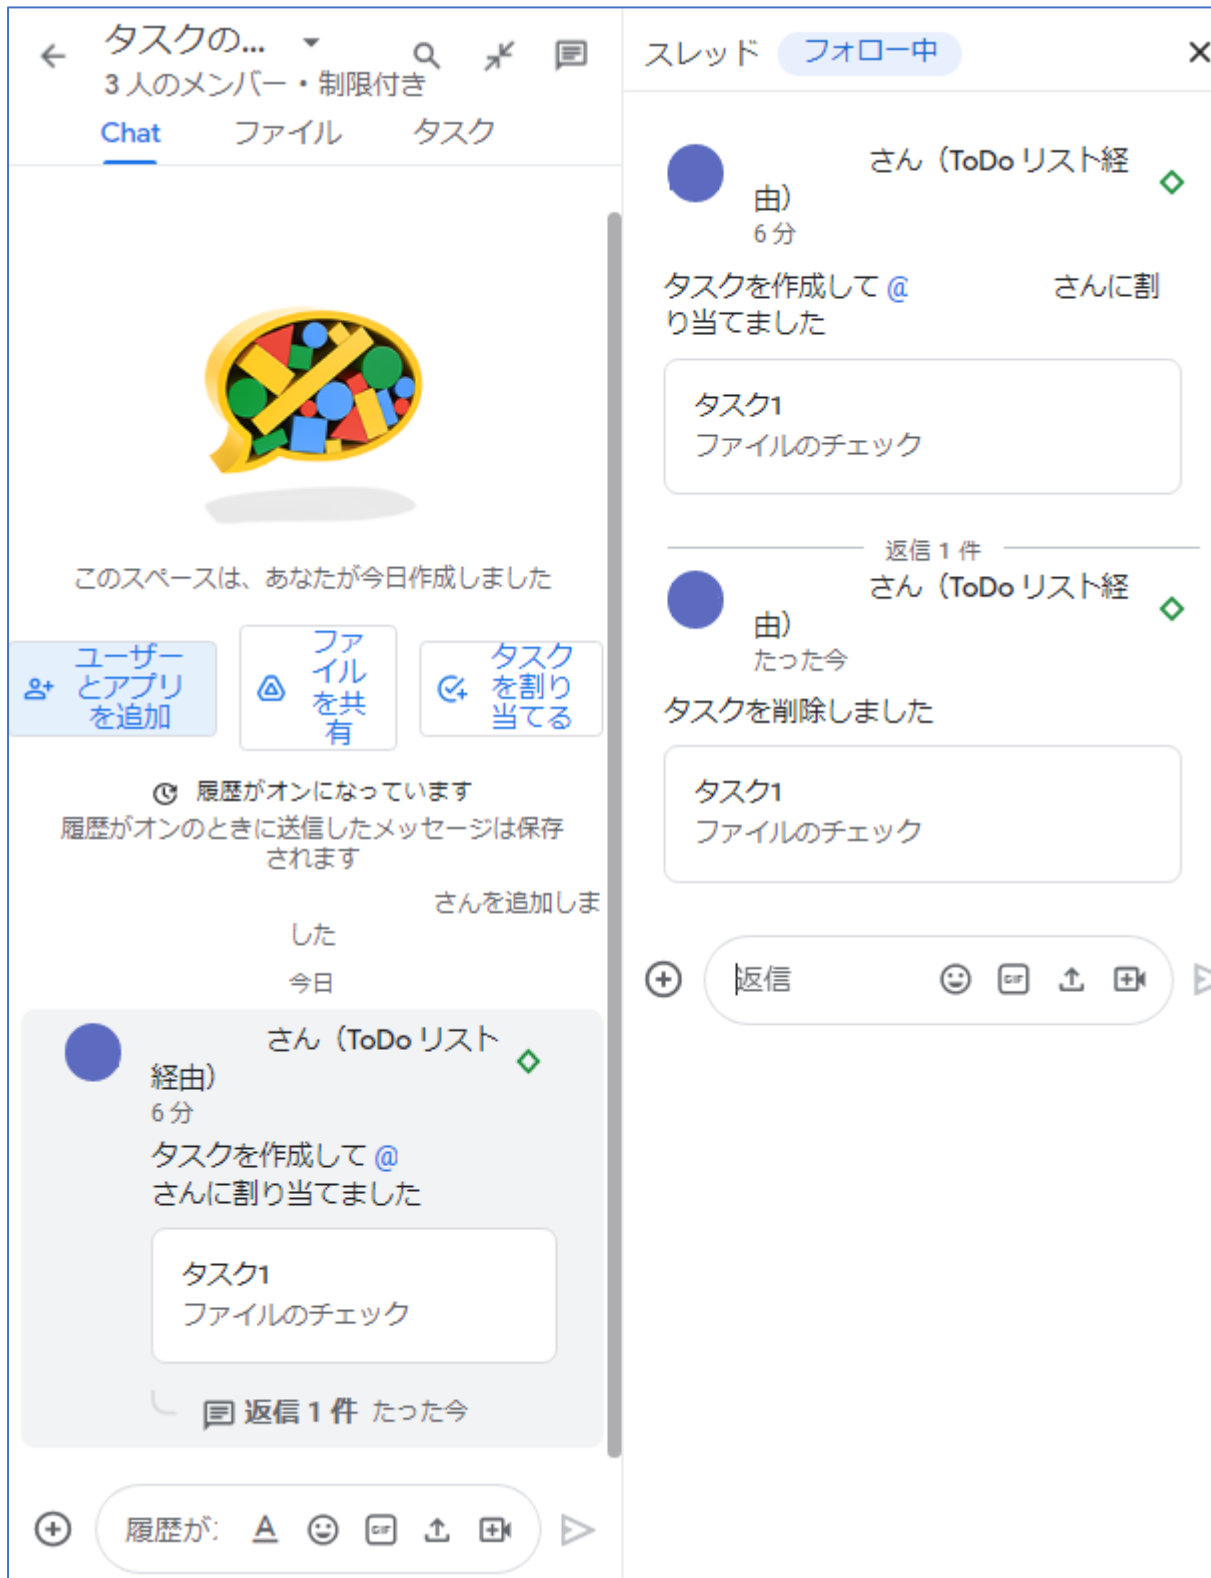 タスクの...
3 人のメンバー・制限付き
Chat ファイル タスク
このスペースは、あなたが今日作成しました
ユーザー
とアプリ
を追加
ファ
イル
を共
有
タスク
を割り
当てる
履歴がオンになっています
履歴がオンのときに送信したメッセージは保存
されます
さんを追加しま
した
今日
さん（ToDo リスト
経由）
6 分
タスクを作成して @
さんに割り当てました
タスク1
ファイルのチェック
返信 1 件 たった今
履歴が
GIF
スレッド フォロー中
さん（ToDo リスト経
由）
6 分
タスクを作成して @ さんに割
り当てました
タスク1
ファイルのチェック
返信 1 件
さん（ToDo リスト経
由）
たった今
タスクを削除しました
タスク1
ファイルのチェック
返信
GIF